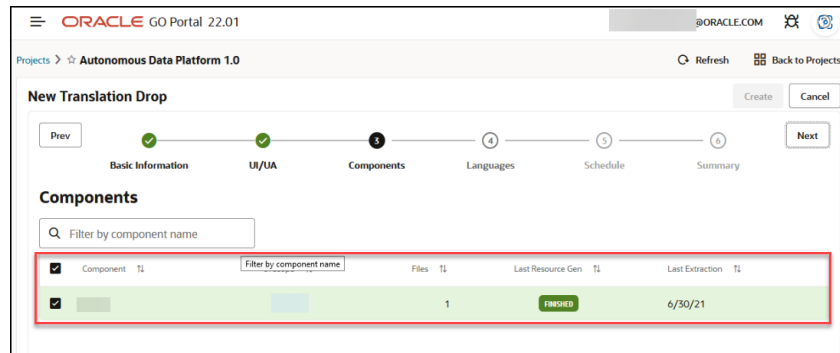 ORACLE GO Portal 22.01
@ORACLE.COM
Projects > Autonomous Data Platform 1.0
Refresh Back to Projects
New Translation Drop
Create Cancel
Prev 3 4 5 6 Next
Basic Information UI/UA Components Languages Schedule Summary
Components
Filter by component name
Filter by component name
Component Files Last Resource Gen Last Extraction
1 FINISHED 6/30/21